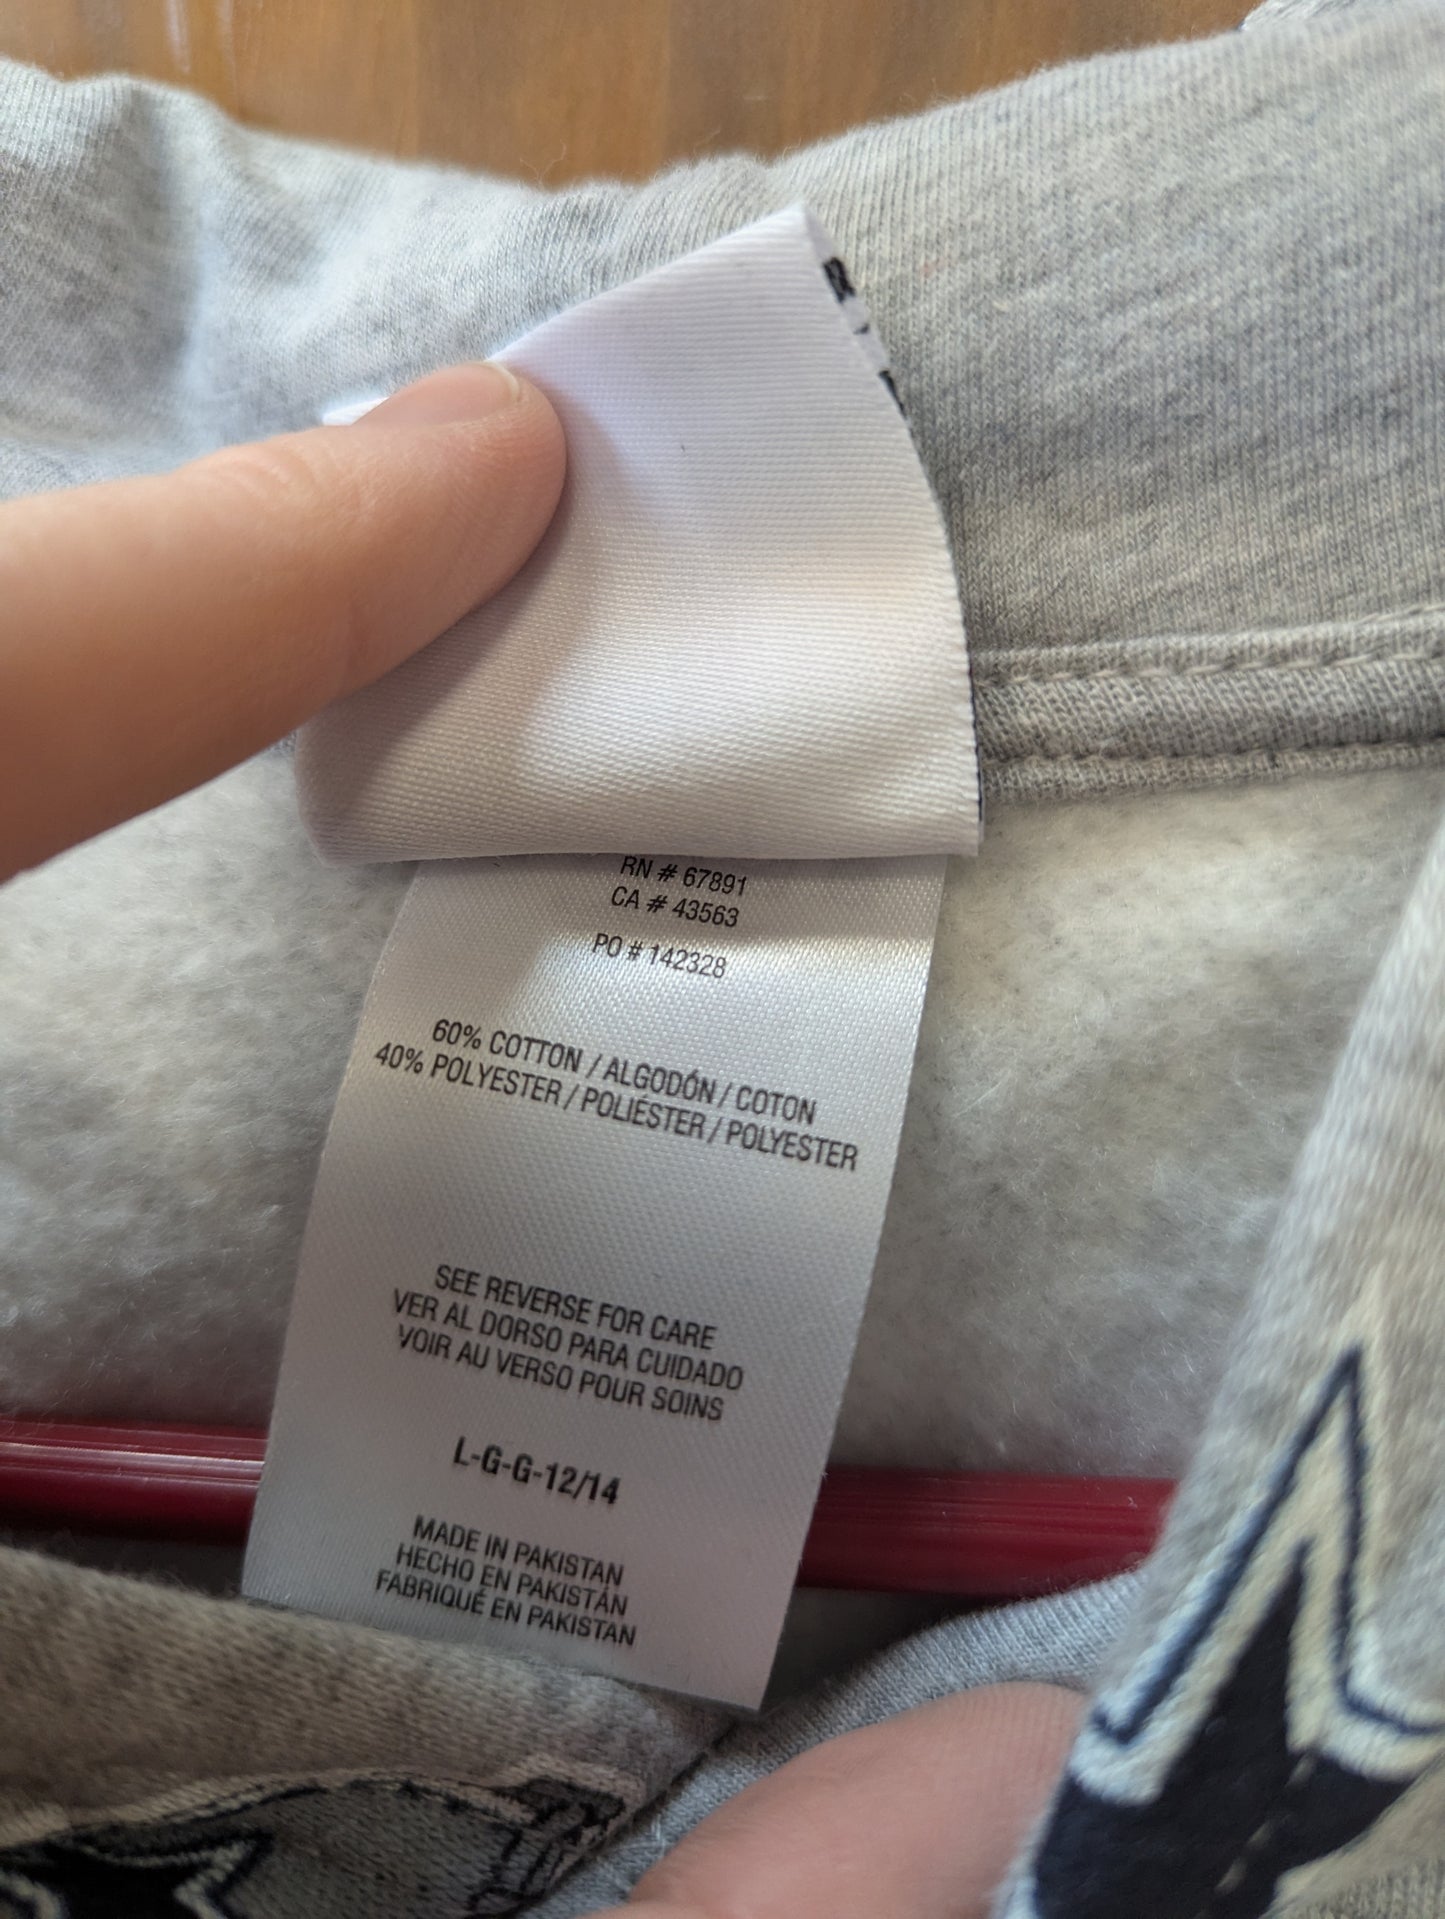 RN # 67891
CA # 43563
PO # 142328
60% COTTON / ALGODÓN / COTON
40% POLYESTER / POLIÉSTER / POLYESTER
SEE REVERSE FOR CARE
VER AL DORSO PARA CUIDADO
VOIR AU VERSO POUR SOINS
L-G-G-12/14
MADE IN PAKISTAN
HECHO EN PAKISTÁN
FABRIQUÉ EN PAKISTAN